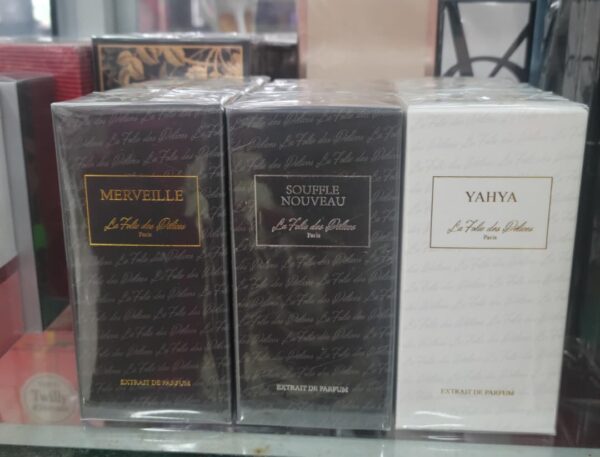 MERVEILLE
La Folie des Délices
Paris
EXTRAIT DE PARFUM
SOUFFLE
NOUVEAU
La Folie des Délices
Paris
EXTRAIT DE PARFUM
YAHYA
La Folie des Délices
Paris
EXTRAIT DE PARFUM
Twilly